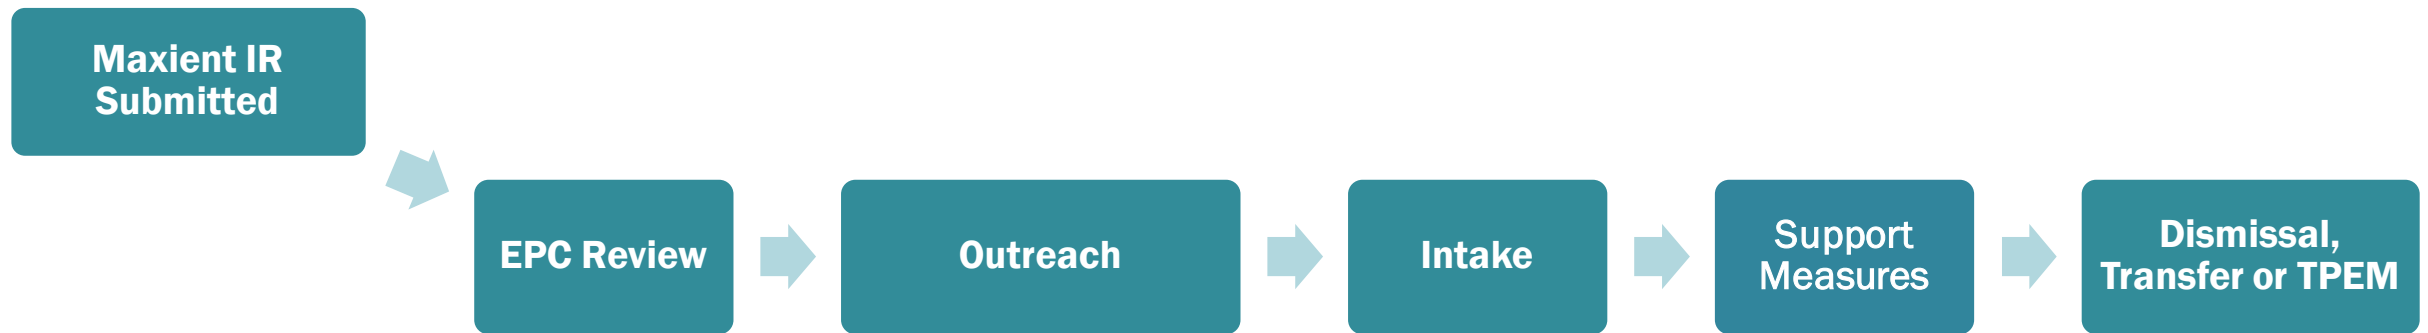 Maxient IR
Submitted
EPC Review
Outreach
Intake
Support
Measures
Dismissal,
Transfer or TPEM